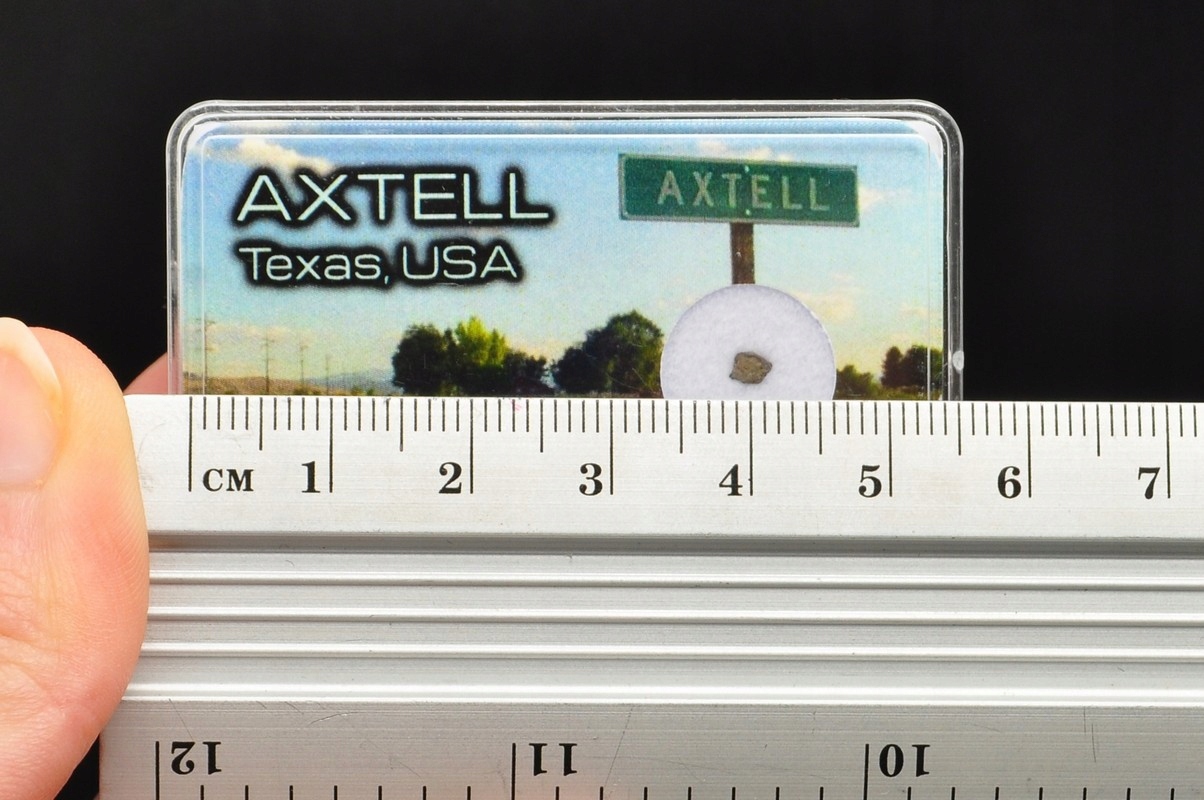 AXTELL
Texas, USA
AXTELL
CM 1 2 3 4 5 6 7
12 11 10